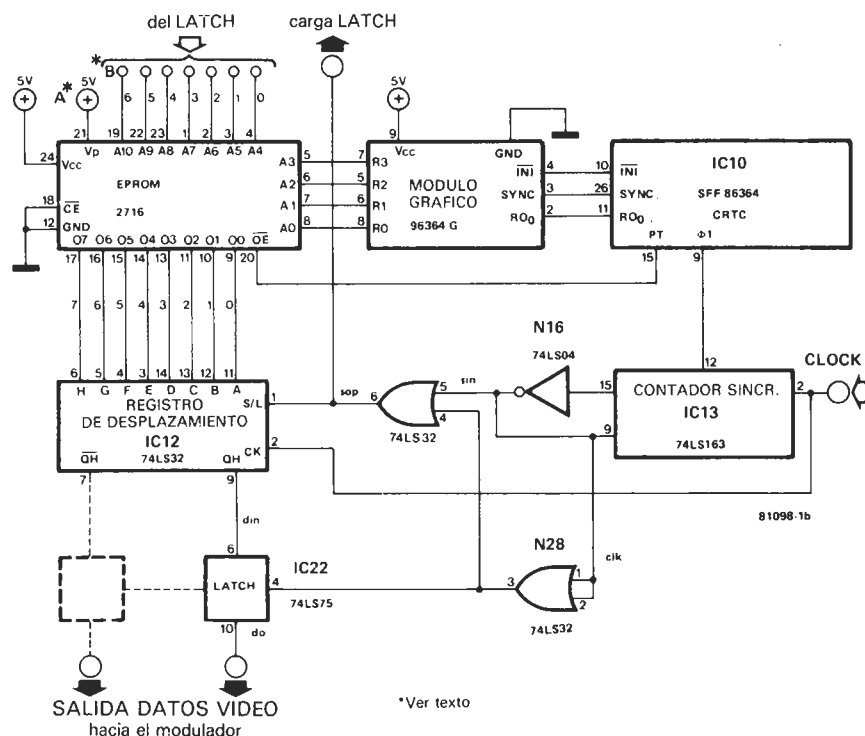 del LATCH
carga LATCH
* B
5V
A*
5V
6 5 4 3 2 1 0
5V
21 19 22 23 1 2 3 4
9
Vp A10 A9 A8 A7 A6 A5 A4
Vcc
GND
IC10
24
Vcc
A3 5 7 R3
INI 4 10 INI
EPROM
A2 6 5 R2
MODULO
SYNC 3 26 SYNC.
SFF 86364
18
CE
2716
A1 7 6 R1
GRAFICO
12
GND
A0 8 8 R0
96364 G
RO0 2 11 RO0
CRTC
O7 O6 O5 O4 O3 O2 O1 O0 OE
PT Φ1
17 16 15 14 13 11 10 9 20
15 9
7 6 5 4 3 2 1 0
N16
74LS04
12
CLOCK
6 5 4 3 14 13 12 11
H G F E D C B A
S/L 1
sop
6
5
4
sin
15
CONTADOR SINCR.
2
REGISTRO
DE DESPLAZAMIENTO
IC12
CK 2
74LS32
9
IC13
74LS163
QH 74LS32 QH
7 9
81098-1b
din
N28
clk
6
IC22
LATCH
4
74LS75
3
1
2
74LS32
10
do
SALIDA DATOS VIDEO
hacia el modulador
*Ver texto